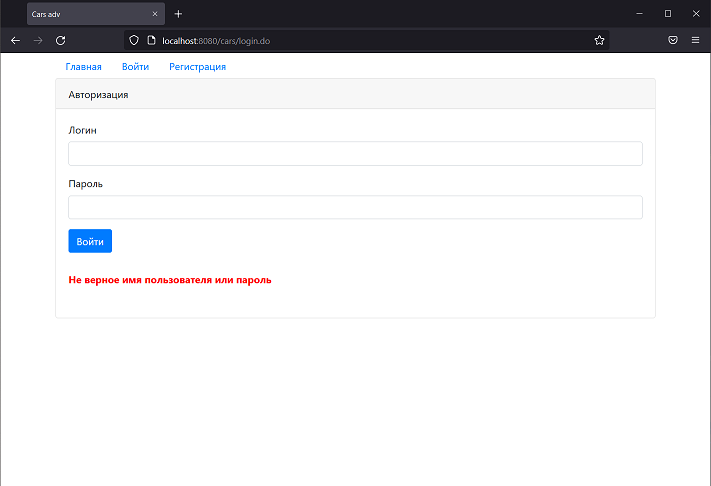 Cars adv
localhost:8080/cars/login.do
Главная Войти Регистрация
Авторизация
Логин
Пароль
Войти
Не верное имя пользователя или пароль